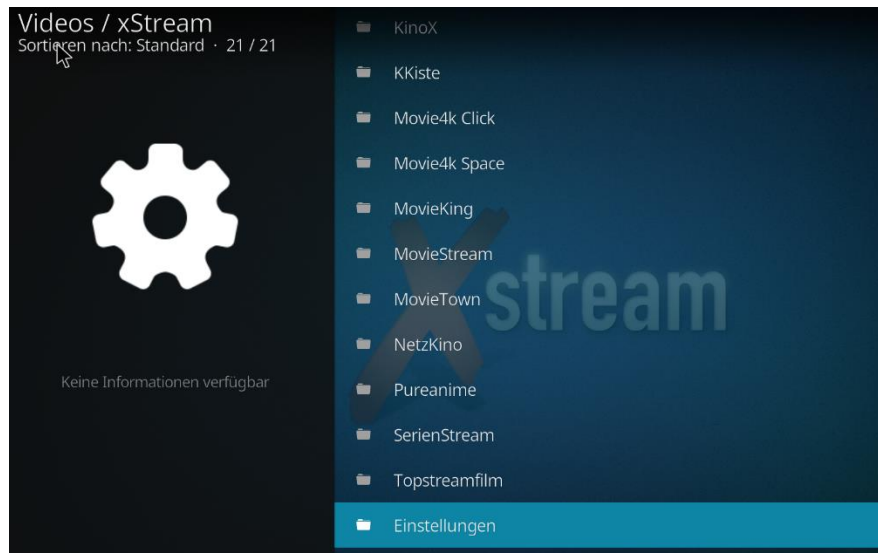 Videos / xStream
Sortieren nach: Standard · 21 / 21
Keine Informationen verfügbar
KinoX
KKiste
Movie4k Click
Movie4k Space
MovieKing
MovieStream
MovieTown
NetzKino
Pureanime
SerienStream
Topstreamfilm
Einstellungen
Xstream